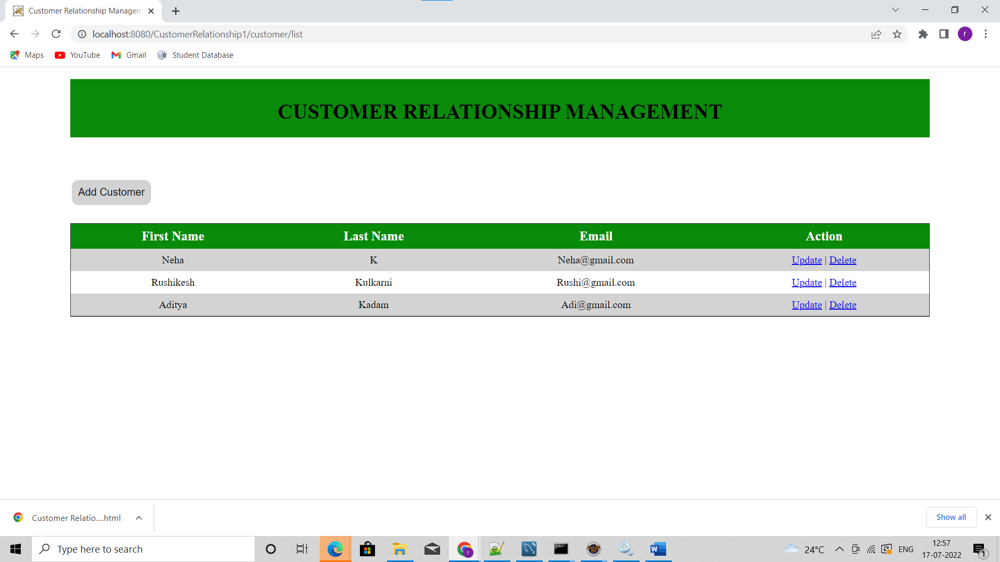 Customer Relationship Managem
localhost:8080/CustomerRelationship1/customer/list
r
Maps YouTube Gmail Student Database
CUSTOMER RELATIONSHIP MANAGEMENT
Add Customer
First Name Last Name Email Action
Neha K Neha@gmail.com Update | Delete
Rushikesh Kulkarni Rushi@gmail.com Update | Delete
Aditya Kadam Adi@gmail.com Update | Delete
Customer Relatio....html Show all
Type here to search
r
24°C ENG
12:57
17-07-2022
1